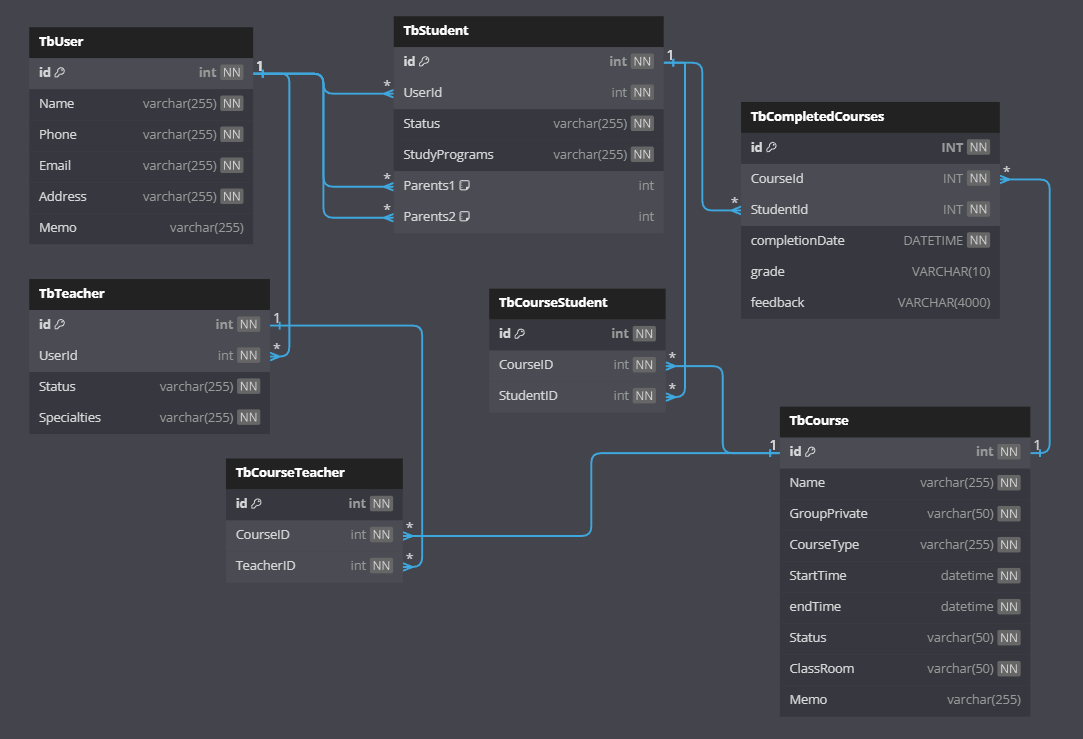 TbUser
id int NN
Name varchar(255) NN
Phone varchar(255) NN
Email varchar(255) NN
Address varchar(255) NN
Memo varchar(255)
1
TbStudent
id int NN
UserId int NN
Status varchar(255) NN
StudyPrograms varchar(255) NN
Parents1 int
Parents2 int
*
*
*
1
TbCompletedCourses
id INT NN
CourseId INT NN
StudentId INT NN
completionDate DATETIME NN
grade VARCHAR(10)
feedback VARCHAR(4000)
*
*
TbTeacher
id int NN
UserId int NN
Status varchar(255) NN
Specialties varchar(255) NN
1
*
TbCourseStudent
id int NN
CourseID int NN
StudentID int NN
*
*
TbCourseTeacher
id int NN
CourseID int NN
TeacherID int NN
*
*
TbCourse
1
id int NN
1
Name varchar(255) NN
GroupPrivate varchar(50) NN
CourseType varchar(255) NN
StartTime datetime NN
endTime datetime NN
Status varchar(50) NN
ClassRoom varchar(50) NN
Memo varchar(255)